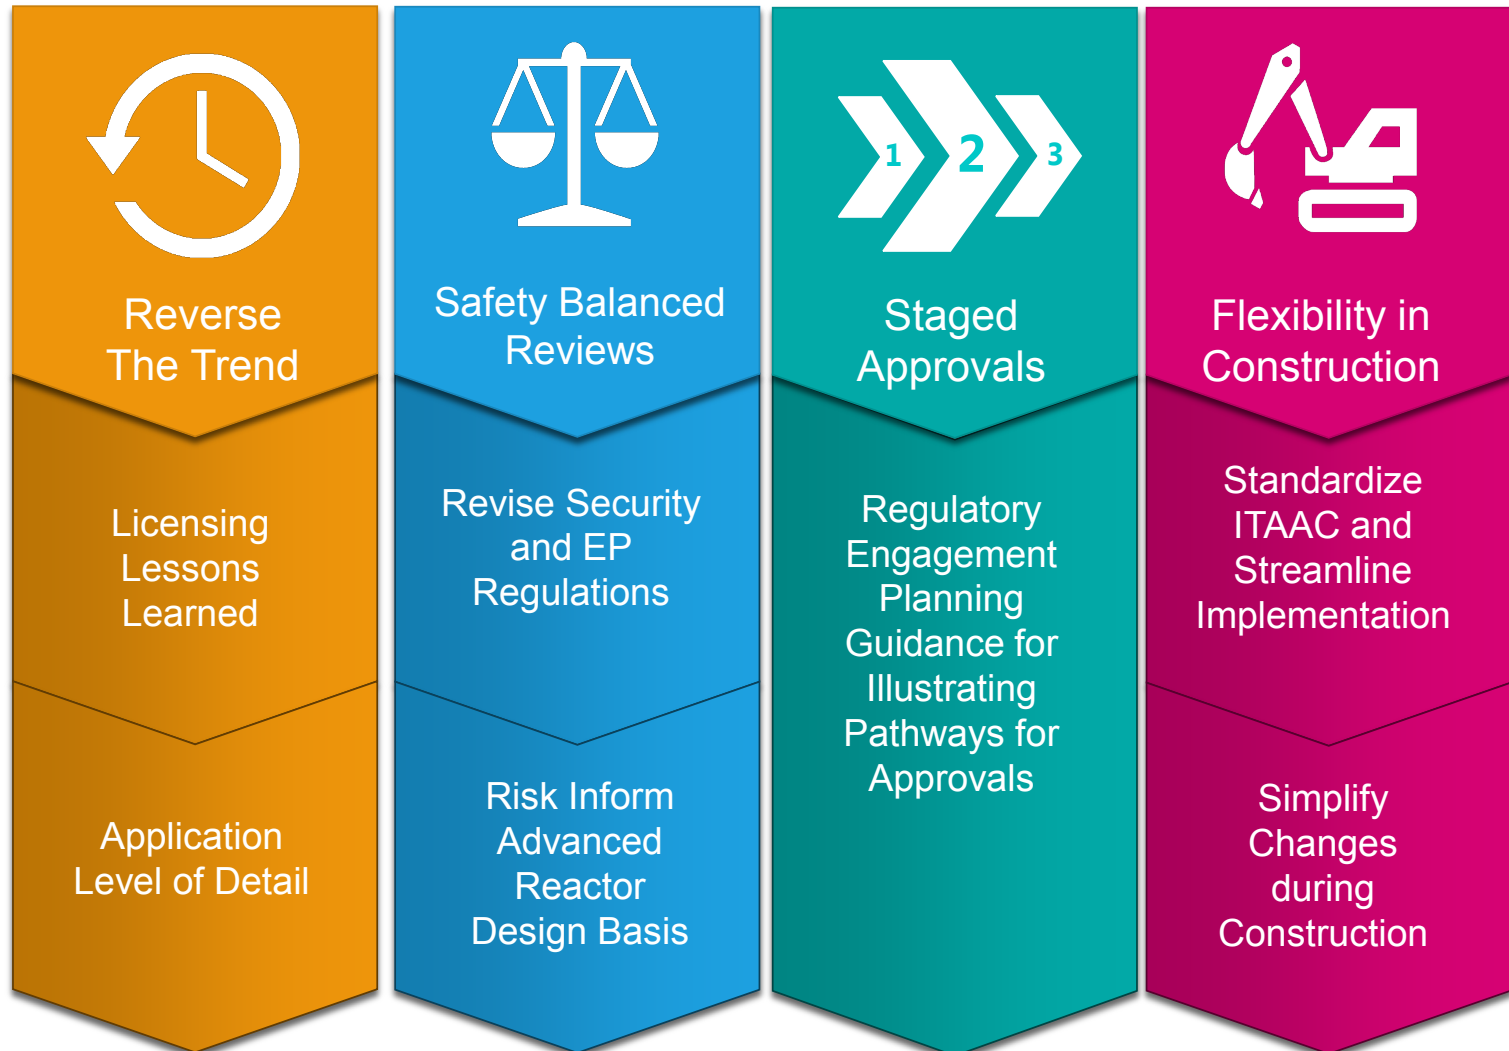 Reverse
The Trend
Licensing
Lessons
Learned
Application
Level of Detail
Safety Balanced
Reviews
Revise Security
and EP
Regulations
Risk Inform
Advanced
Reactor
Design Basis
1 2 3
Staged
Approvals
Regulatory
Engagement
Planning
Guidance for
Illustrating
Pathways for
Approvals
Flexibility in
Construction
Standardize
ITAAC and
Streamline
Implementation
Simplify
Changes
during
Construction